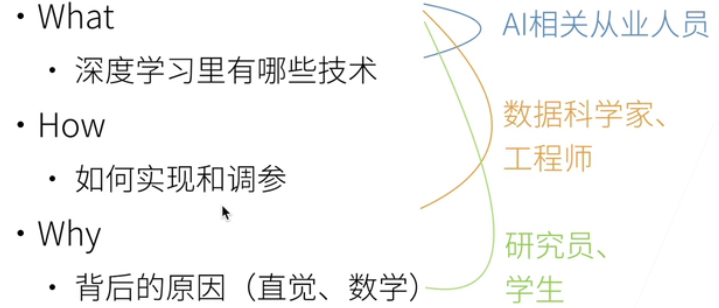 • What
• 深度学习里有哪些技术
• How
• 如何实现和调参
• Why
• 背后的原因（直觉、数学）
AI相关从业人员
数据科学家、
工程师
研究员、
学生